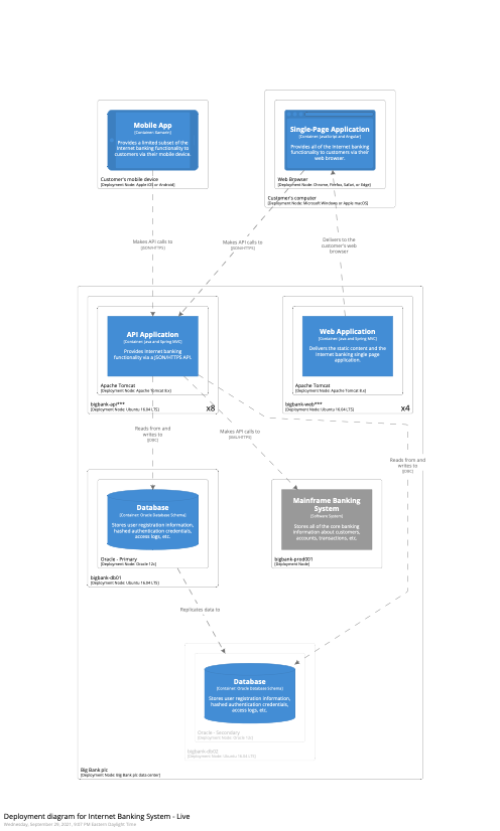 Mobile App
[Container: Xamarin]
Provides a limited subset of the
Internet banking functionality to
customers via their mobile device.
Customer's mobile device
[Deployment Node: Apple iOS or Android]
Single-Page Application
[Container: JavaScript and Angular]
Provides all of the Internet
banking functionality to
customers via their
web browser.
Web Browser
[Deployment Node: Chrome, Firefox, Safari, or Edge]
Customer's computer
[Deployment Node: Microsoft Windows or Apple macOS]
Makes API calls to
[JSON/HTTPS]
Makes API calls to
[JSON/HTTPS]
Delivers to the
customer's web
browser
API Application
[Container: Java and Spring MVC]
Provides Internet banking
functionality via a JSON/HTTPS API.
Apache Tomcat
[Deployment Node: Apache Tomcat 8.x]
bigbank-api***
[Deployment Node: Ubuntu 16.04 LTS]
x8
Web Application
[Container: Java and Spring MVC]
Delivers the static content and the
Internet banking single page
application.
Apache Tomcat
[Deployment Node: Apache Tomcat 8.x]
bigbank-web***
[Deployment Node: Ubuntu 16.04 LTS]
x4
Reads from and
writes to
[JDBC]
Makes API calls to
[XML/HTTPS]
Reads from and
writes to
[JDBC]
Database
[Container: Oracle Database Schema]
Stores user registration information,
hashed authentication credentials,
access logs, etc.
Oracle - Primary
[Deployment Node: Oracle 12c]
bigbank-db01
[Deployment Node: Ubuntu 16.04 LTS]
Mainframe Banking
System
[Software System]
Stores all of the core banking
information about customers,
accounts, transactions, etc.
bigbank-prod001
[Deployment Node]
Replicates data to
Database
[Container: Oracle Database Schema]
Stores user registration information,
hashed authentication credentials,
access logs, etc.
Oracle - Secondary
[Deployment Node: Oracle 12c]
bigbank-db02
[Deployment Node: Ubuntu 16.04 LTS]
Big Bank plc
[Deployment Node: Big Bank plc data center]
Deployment diagram for Internet Banking System - Live